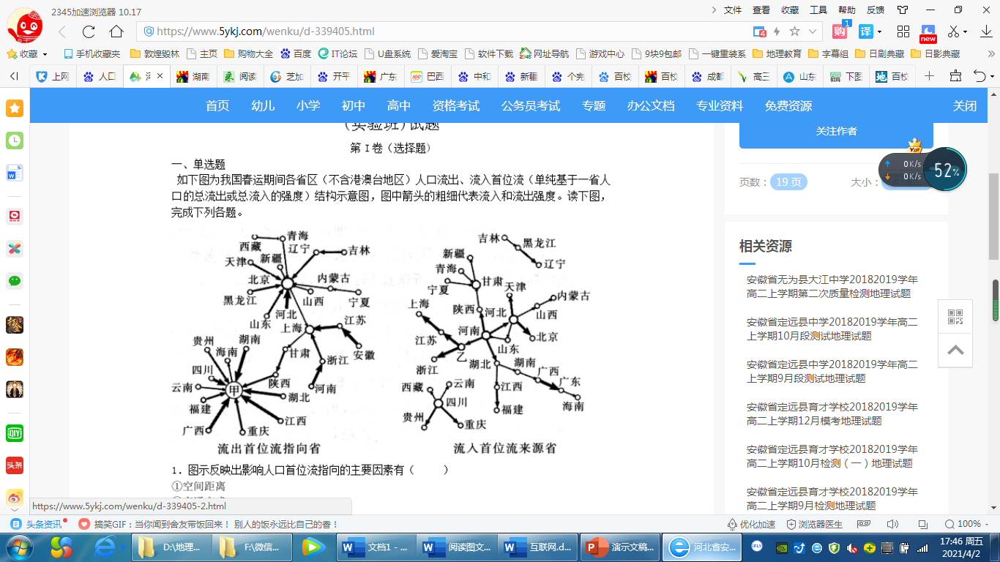 2345加速浏览器 10.17
文件 查看 收藏 工具 帮助 反馈
https://www.5ykj.com/wenku/d-339405.html
4
购 1 译 new
收藏 手机收藏夹 敦煌毁林 主页 购物大全 百度 IT论坛 U盘系统 爱淘宝 软件下载 网址导航 游戏中心 9块9包邮 一键重装系 地理教育 字幕组 日刷典藏 日影典藏
上网 人口 湖南 阅读 芝加 开平 广东 巴西 中和 新疆 个完 百校 百校 成都 高三 山东 下图 百校
首页 幼儿 小学 初中 高中 资格考试 公务员考试 专题 办公文档 专业资料 免费资源 关闭
(实验班)试题
第 I 卷（选择题）
一、单选题
如下图为我国春运期间各省区（不含港澳台地区）人口流出、流入首位流（单纯基于一省人
口的总流出或总流入的强度）结构示意图，图中箭头的粗细代表流入和流出强度。读下图，
完成下列各题。
西藏 青海
辽宁 吉林
天津 新疆
北京 内蒙古
黑龙江 山西 宁夏
山东 河北
上海 江苏
贵州 湖南
海南 甘肃 安徽
四川 浙江
云南 甲 陕西 河南
福建 湖北
广西 重庆 江西
流出首位流指向省
吉林 黑龙江
新疆 辽宁
青海 甘肃 天津
宁夏 内蒙古
上海 陕西 河北 山西
江苏 河南 北京
浙江 乙 山东
湖北 湖南 广西
西藏 云南 江西 广东
四川 海南
贵州 重庆 福建
流入首位流来源省
1．图示反映出影响人口首位流指向的主要因素有（ ）
①空间距离
关注作者
VIP
页数： 19 页 大小：
0K/s
0K/s
52%
相关资源
安徽省无为县大江中学20182019学年
高二上学期第二次质量检测地理试题
安徽省定远县中学20182019学年高二
上学期10月段测试地理试题
安徽省定远县中学20182019学年高二
上学期9月段测试地理试题
安徽省定远县育才学校20182019学年
高二上学期12月模考地理试题
安徽省定远县育才学校20182019学年
高二上学期10月检测（一）地理试题
安徽省定远县育才学校20182019学年
高二上学期9月检测地理试题
iQIYI
头条
https://www.5ykj.com/wenku/d-339405-2.html
头条资讯 搞笑GIF：当你闻到舍友带饭回来！ 别人的饭永远比自己的香！
优化加速 浏览器医生 100%
D:\地理... F:\微信... 文档1 - ... 阅读图文... 互联网.d... 演示文稿... 河北省安...
iFLY
17:46 周五
2021/4/2